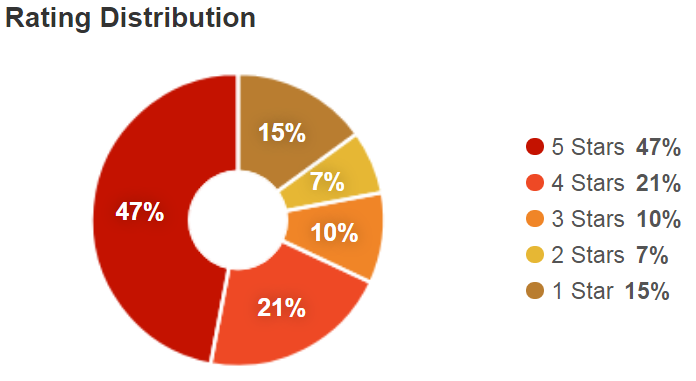 Rating Distribution
15%
7%
47%
10%
21%
5 Stars 47%
4 Stars 21%
3 Stars 10%
2 Stars 7%
1 Star 15%